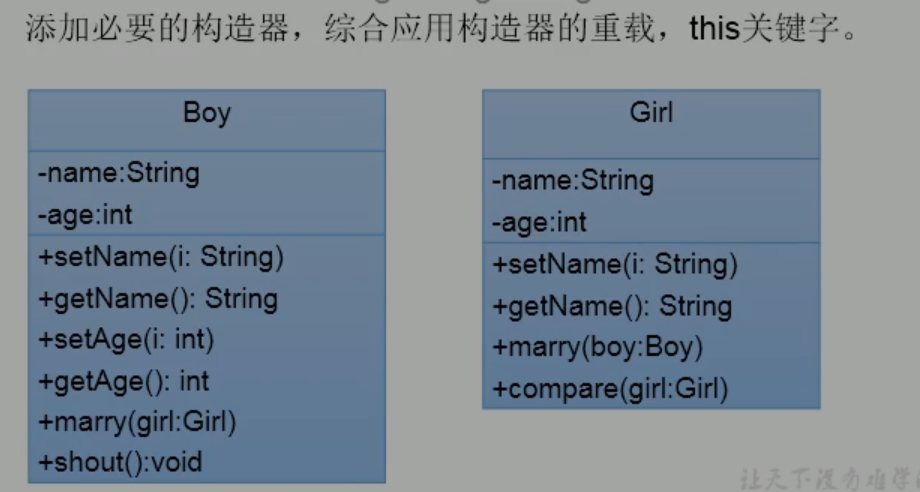 添加必要的构造器，综合应用构造器的重载，this关键字。
Boy
-name:String
-age:int
+setName(i: String)
+getName(): String
+setAge(i: int)
+getAge(): int
+marry(girl:Girl)
+shout():void
Girl
-name:String
-age:int
+setName(i: String)
+getName(): String
+marry(boy:Boy)
+compare(girl:Girl)
让天下没有难学